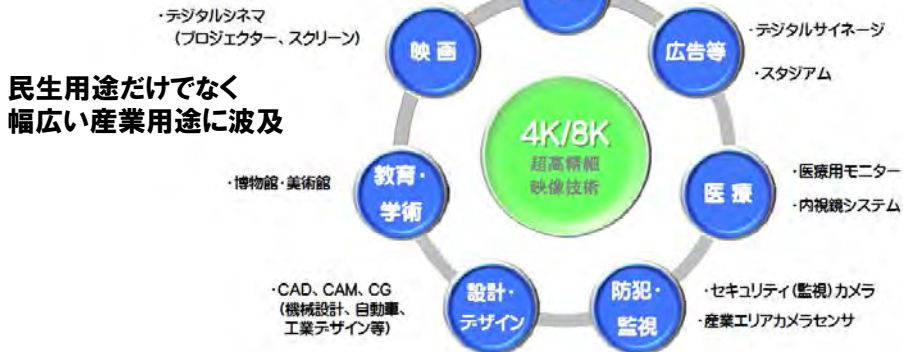 ・デジタルシネマ
(プロジェクター、スクリーン)
映画
広告等
・デジタルサイネージ
・スタジアム
民生用途だけでなく
幅広い産業用途に波及
4K/8K
超高精細
映像技術
・博物館・美術館
教育・
学術
医療
・医療用モニター
・内視鏡システム
・CAD、CAM、CG
(機械設計、自動車、
工業デザイン等)
設計・
デザイン
防犯・
監視
・セキュリティ(監視)カメラ
・産業エリアカメラセンサ